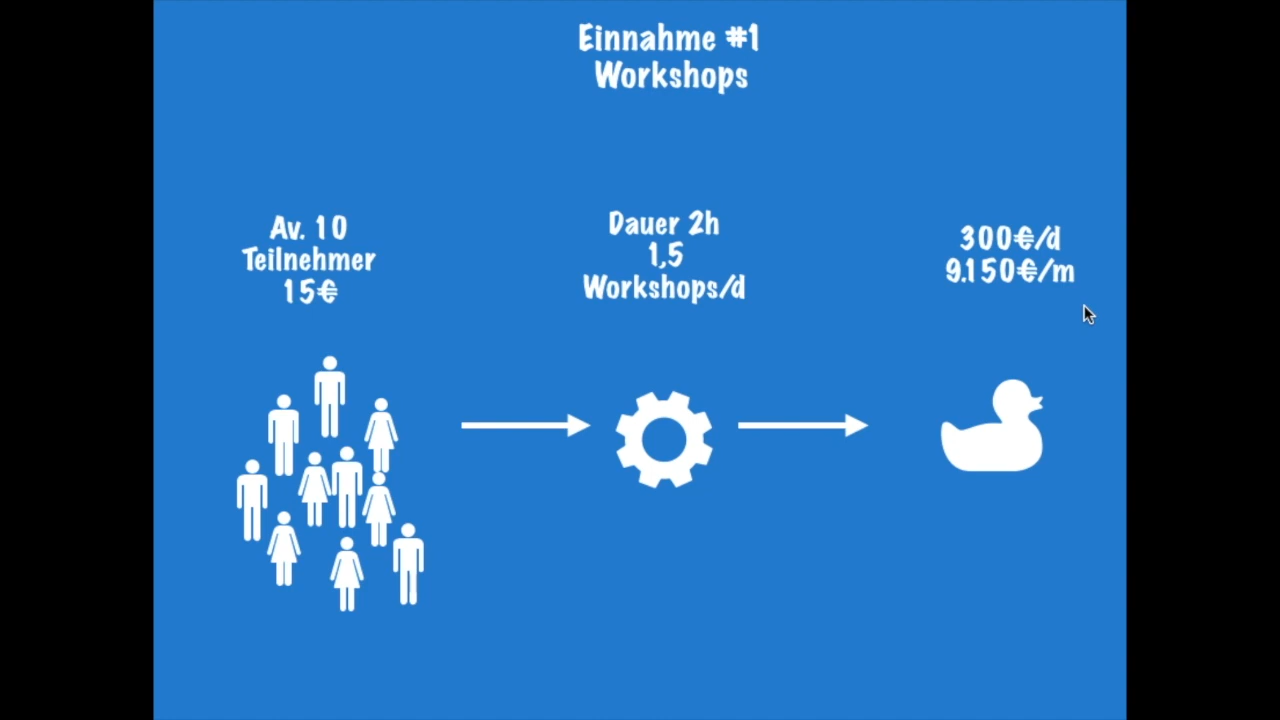 Einnahme #1
Workshops
Av. 10
Teilnehmer
15€
Dauer 2h
1,5
Workshops/d
300€/d
9.150€/m